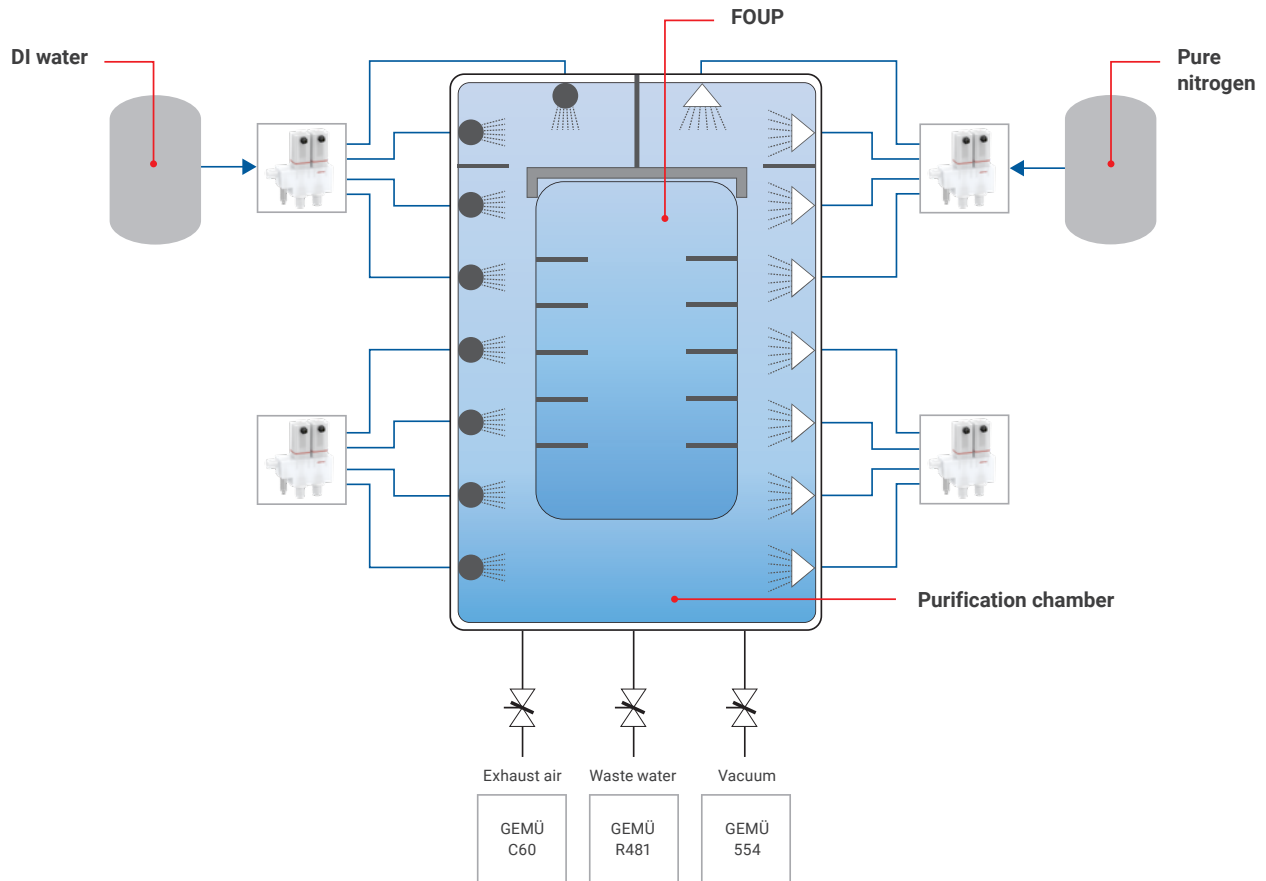 FOUP
DI water
Pure
nitrogen
Purification chamber
Exhaust air
Waste water
Vacuum
GEMÜ
C60
GEMÜ
R481
GEMÜ
554